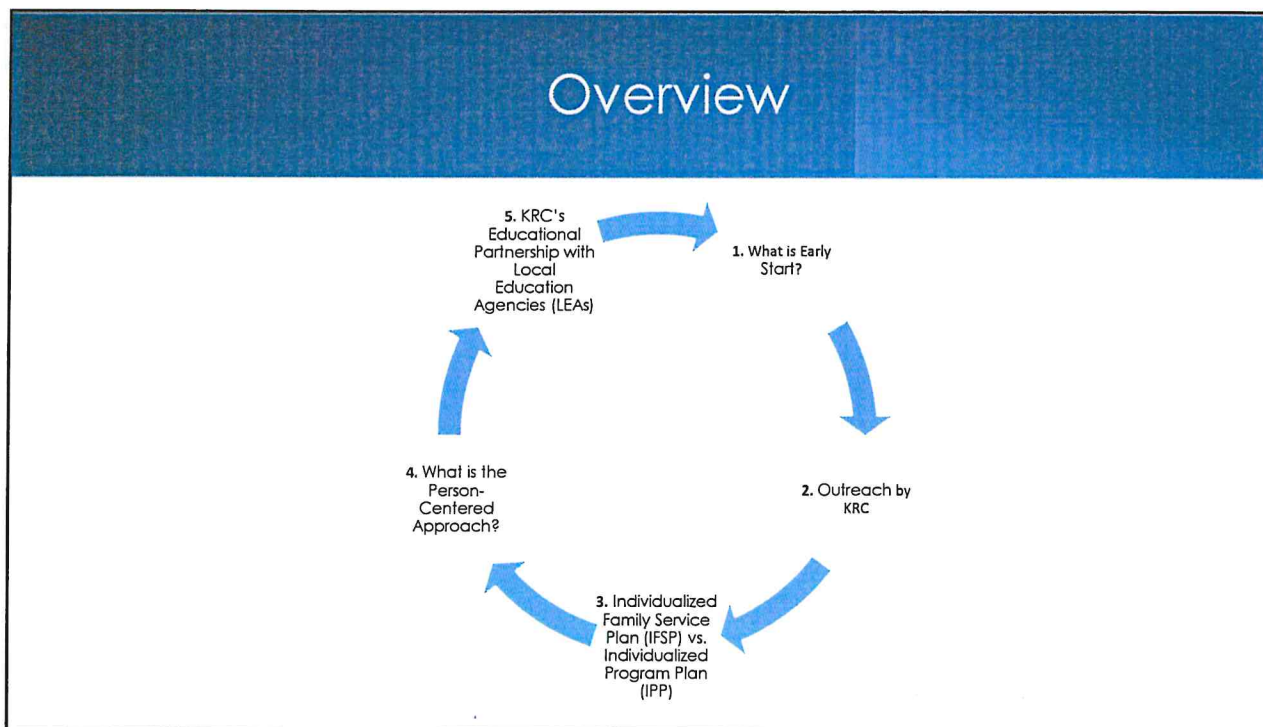 Overview
1. What is Early
Start?
2. Outreach by
KRC
3. Individualized
Family Service
Plan (IFSP) vs.
Individualized
Program Plan
(IPP)
4. What is the
Person-
Centered
Approach?
5. KRC's
Educational
Partnership with
Local
Education
Agencies (LEAs)